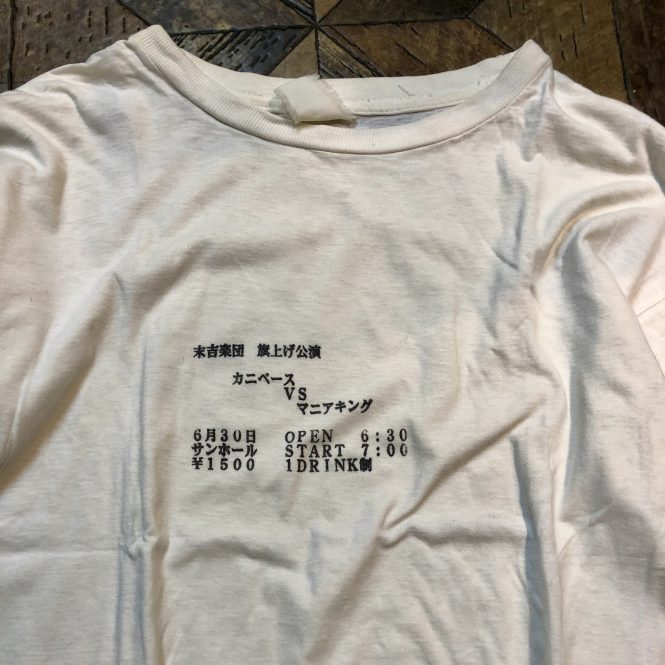 末吉楽団　旗上げ公演
カニベース
VS
マニアキング
6月30日　OPEN　6:30
サンホール　START　7:00
￥1500　1DRINK制